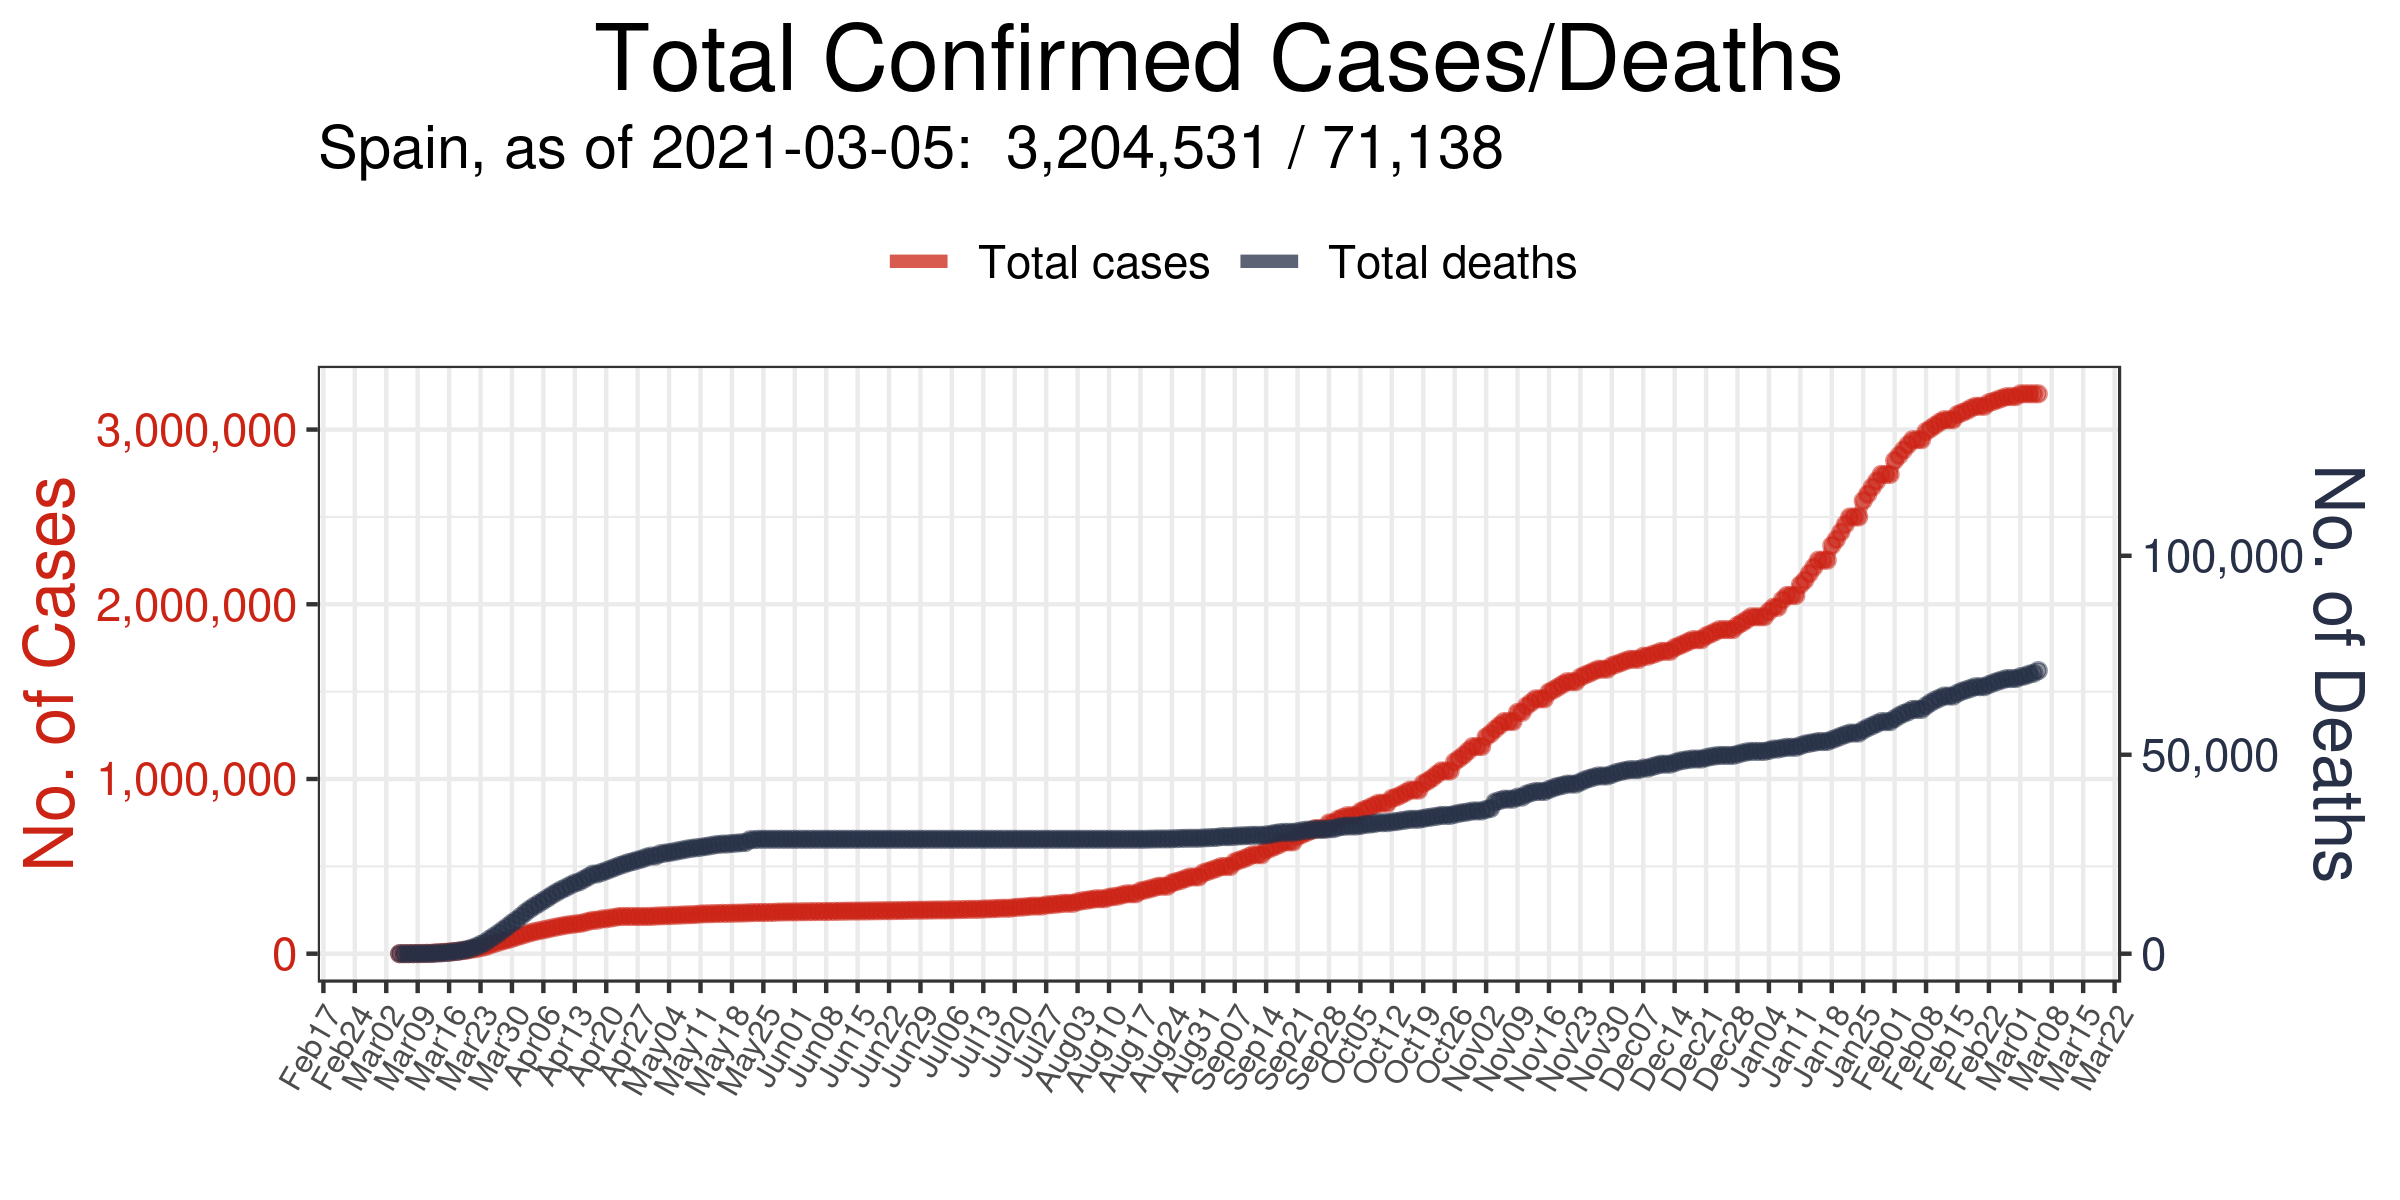 Total Confirmed Cases/Deaths
Spain, as of 2021-03-05: 3,204,531 / 71,138
Total cases
Total deaths
No. of Cases
3,000,000
2,000,000
1,000,000
0
No. of Deaths
100,000
50,000
0
Feb17
Feb24
Mar02
Mar09
Mar16
Mar23
Mar30
Apr06
Apr13
Apr20
Apr27
May04
May11
May18
May25
Jun01
Jun08
Jun15
Jun22
Jun29
Jul06
Jul13
Jul20
Jul27
Aug03
Aug10
Aug17
Aug24
Aug31
Sep07
Sep14
Sep21
Sep28
Oct05
Oct12
Oct19
Oct26
Nov02
Nov09
Nov16
Nov23
Nov30
Dec07
Dec14
Dec21
Dec28
Dec04
Jan11
Jan18
Jan25
Feb01
Feb08
Feb15
Feb22
Mar01
Mar08
Mar15
Mar22